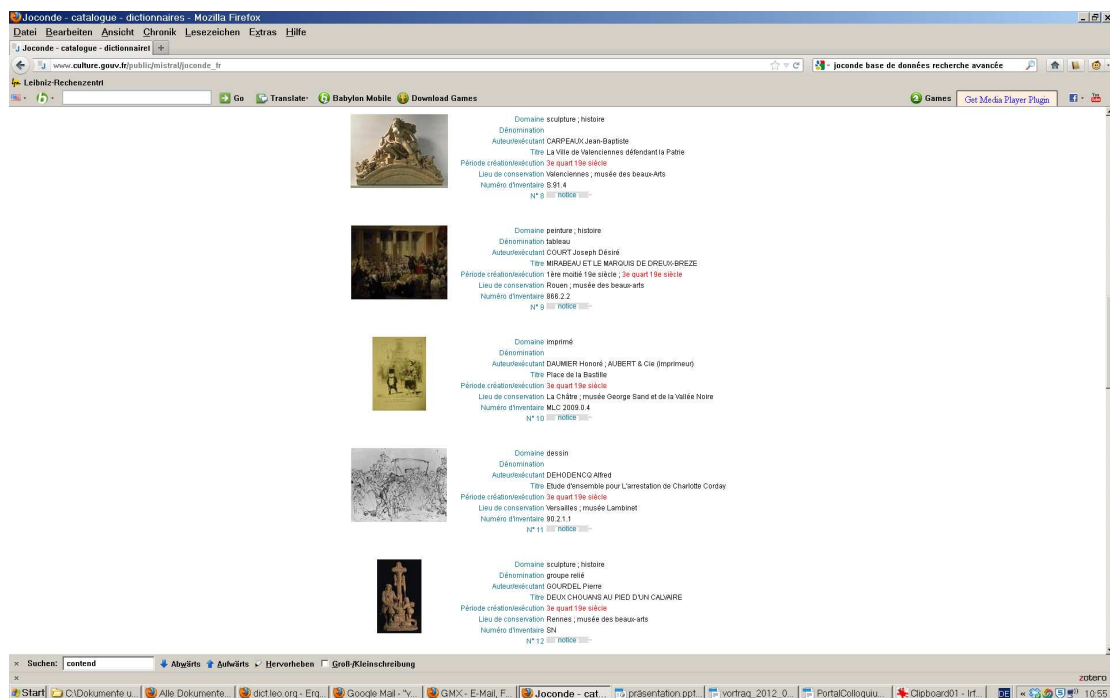 Joconde - catalogue - dictionnaires - Mozilla Firefox
Datei Bearbeiten Ansicht Chronik Lesezeichen Extras Hilfe
Joconde - catalogue - dictionnairet
www.culture.gouv.fr/public/mistral/joconde_fr joconde base de données recherche avancée
Leibniz-Rechenzentri
Go Translate Babylon Mobile Download Games Games Get Media Player Plugin
Domaine sculpture ; histoire
Dénomination
Auteur/exécutant CARPEAUX Jean-Baptiste
Titre La Ville de Valenciennes défendant la Patrie
Période création/exécution 3e quart 19e siècle
Lieu de conservation Valenciennes ; musée des beaux-Arts
Numéro d'inventaire S.91.4
N° 8 notice
Domaine peinture ; histoire
Dénomination tableau
Auteur/exécutant COURT Joseph Désiré
Titre MIRABEAU ET LE MARQUIS DE DREUX-BREZE
Période création/exécution 1ère moitié 19e siècle ; 3e quart 19e siècle
Lieu de conservation Rouen ; musée des beaux-arts
Numéro d'inventaire 866.2.2
N° 9 notice
Domaine imprimé
Dénomination
Auteur/exécutant DAUMIER Honoré ; AUBERT & Cie (imprimeur)
Titre Place de la Bastille
Période création/exécution 3e quart 19e siècle
Lieu de conservation La Châtre ; musée George Sand et de la Vallée Noire
Numéro d'inventaire MLC 2009.0.4
N° 10 notice
Domaine dessin
Dénomination
Auteur/exécutant DEHODENCQ Alfred
Titre Etude d'ensemble pour L'arrestation de Charlotte Corday
Période création/exécution 3e quart 19e siècle
Lieu de conservation Versailles ; musée Lambinet
Numéro d'inventaire 90.2.1.1
N° 11 notice
Domaine sculpture ; histoire
Dénomination groupe relié
Auteur/exécutant GOURDEL Pierre
Titre DEUX CHOUANS AU PIED D'UN CALVAIRE
Période création/exécution 3e quart 19e siècle
Lieu de conservation Rennes ; musée des beaux-arts
Numéro d'inventaire SN
N° 12 notice
× Suchen: contend Abwärts Aufwärts Hervorheben Groß-/Kleinschreibung
× zotero
Start C:\Dokumente u... Alle Dokumente... dict.leo.org - Erg... Google Mail - "v... GMX - E-Mail, F... Joconde - cat... präsentation.ppt... vortrag_2012_0... PortalColloquiu... Clipboard01 - Irf... DE 10:55